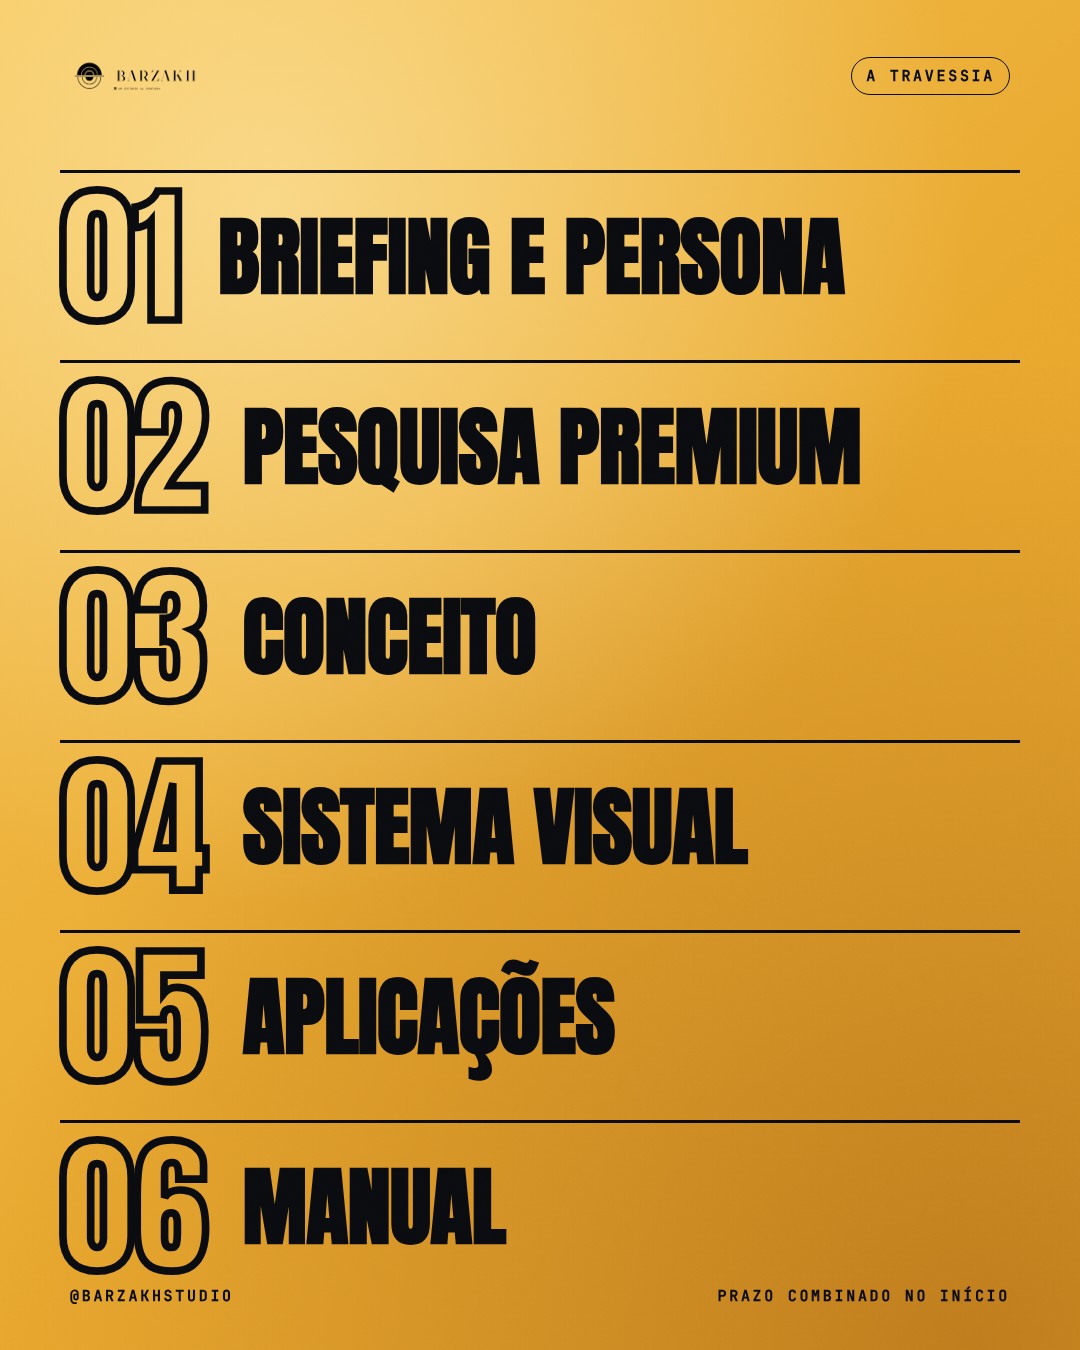 BARZAKH
A TRAVESSIA
01 BRIEFING E PERSONA
02 PESQUISA PREMIUM
03 CONCEITO
04 SISTEMA VISUAL
05 APLICAÇÕES
06 MANUAL
@BARZAKHSTUDIO
PRAZO COMBINADO NO INÍCIO